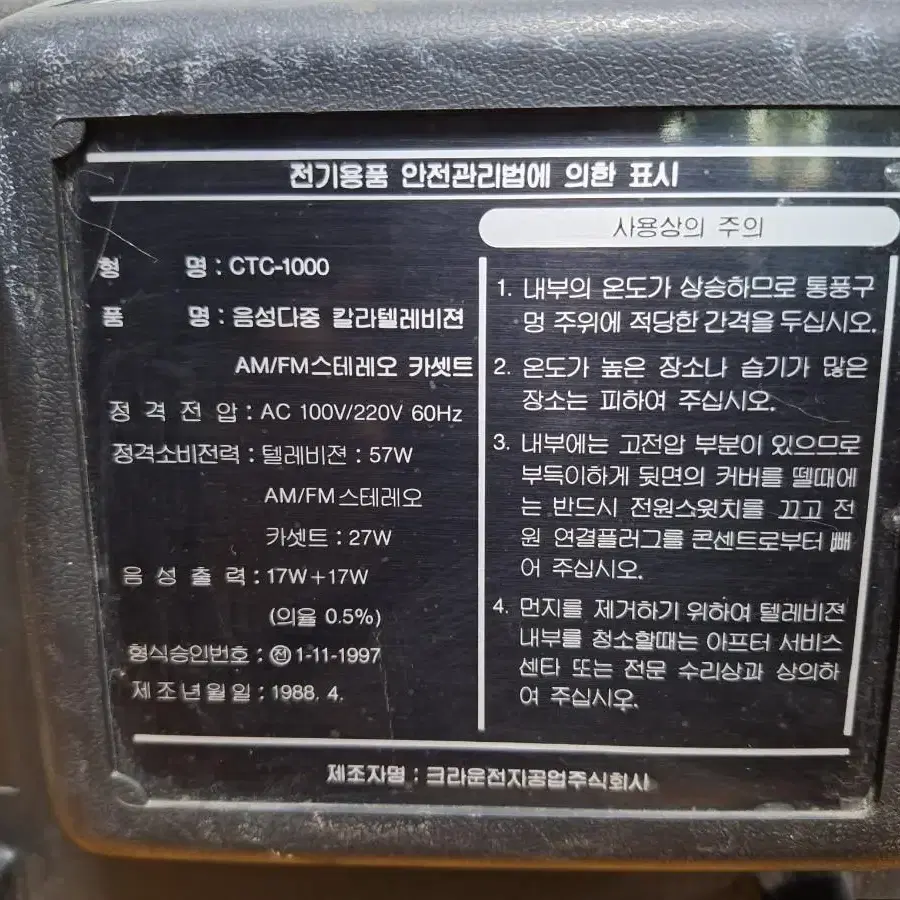 전기용품 안전관리법에 의한 표시
형 명 : CTC-1000
품 명 : 음성다중 칼라텔레비젼
AM/FM스테레오 카셋트
정 격 전 압 : AC 100V/220V 60Hz
정격소비전력 : 텔레비젼 : 57W
AM/FM스테레오
카셋트 : 27W
음 성 출 력 : 17W+17W
(의율 0.5%)
형식승인번호 : ㉠1-11-1997
제조년월일 : 1988. 4.
사용상의 주의
1. 내부의 온도가 상승하므로 통풍구
멍 주위에 적당한 간격을 두십시오.
2. 온도가 높은 장소나 습기가 많은
장소는 피하여 주십시오.
3. 내부에는 고전압 부분이 있으므로
부득이하게 뒷면의 커버를 뗄때에
는 반드시 전원스윗치를 끄고 전
원 연결플러그를 콘센트로부터 빼
어 주십시오.
4. 먼지를 제거하기 위하여 텔레비젼
내부를 청소할때는 아프터 서비스
센타 또는 전문 수리상과 상의하
여 주십시오.
제조자명 : 크라운전지공업주식회사